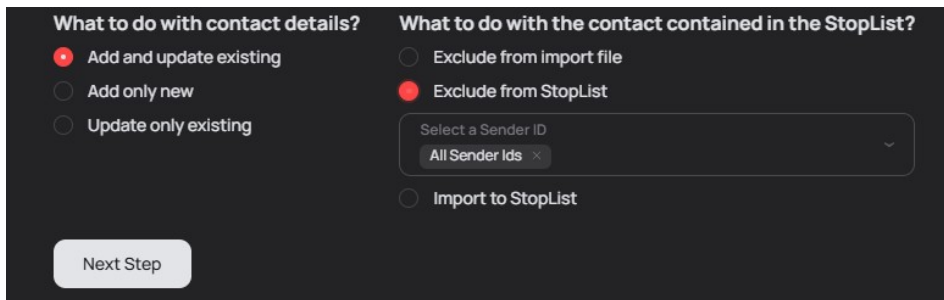 What to do with contact details?
Add and update existing
Add only new
Update only existing
What to do with the contact contained in the StopList?
Exclude from import file
Exclude from StopList
Select a Sender ID
All Sender Ids ×
Import to StopList
Next Step